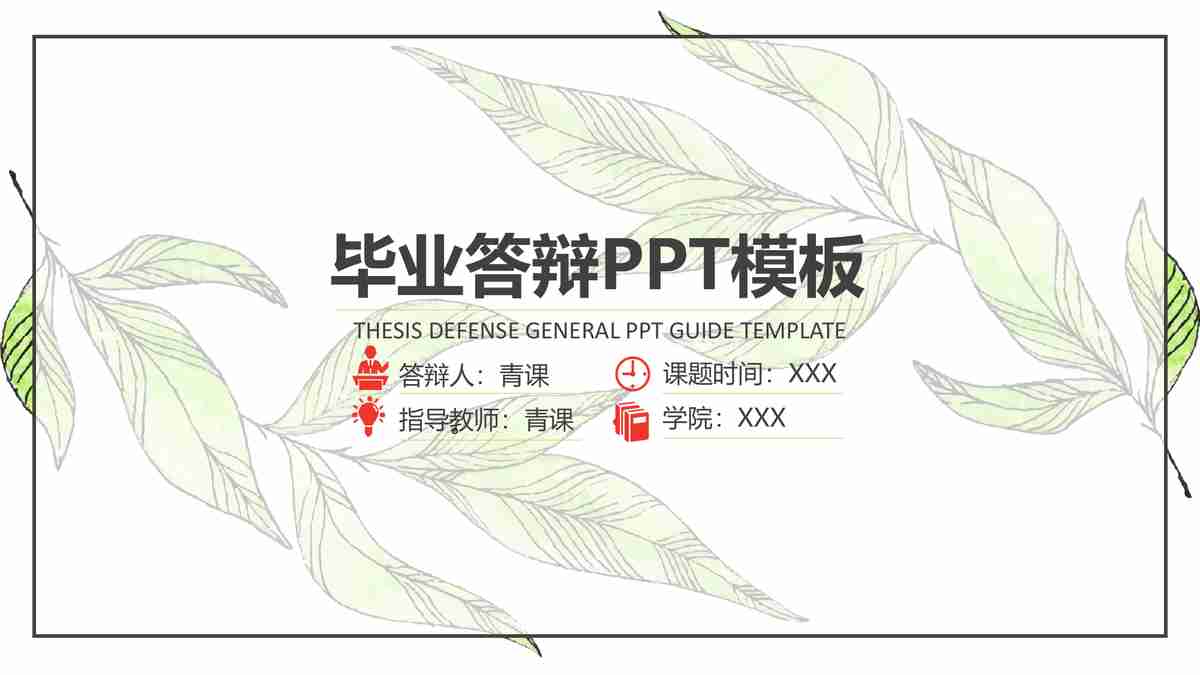 毕业答辩PPT模板
THESIS DEFENSE GENERAL PPT GUIDE TEMPLATE
答辩人：青课
课题时间：XXX
指导教师：青课
学院：XXX